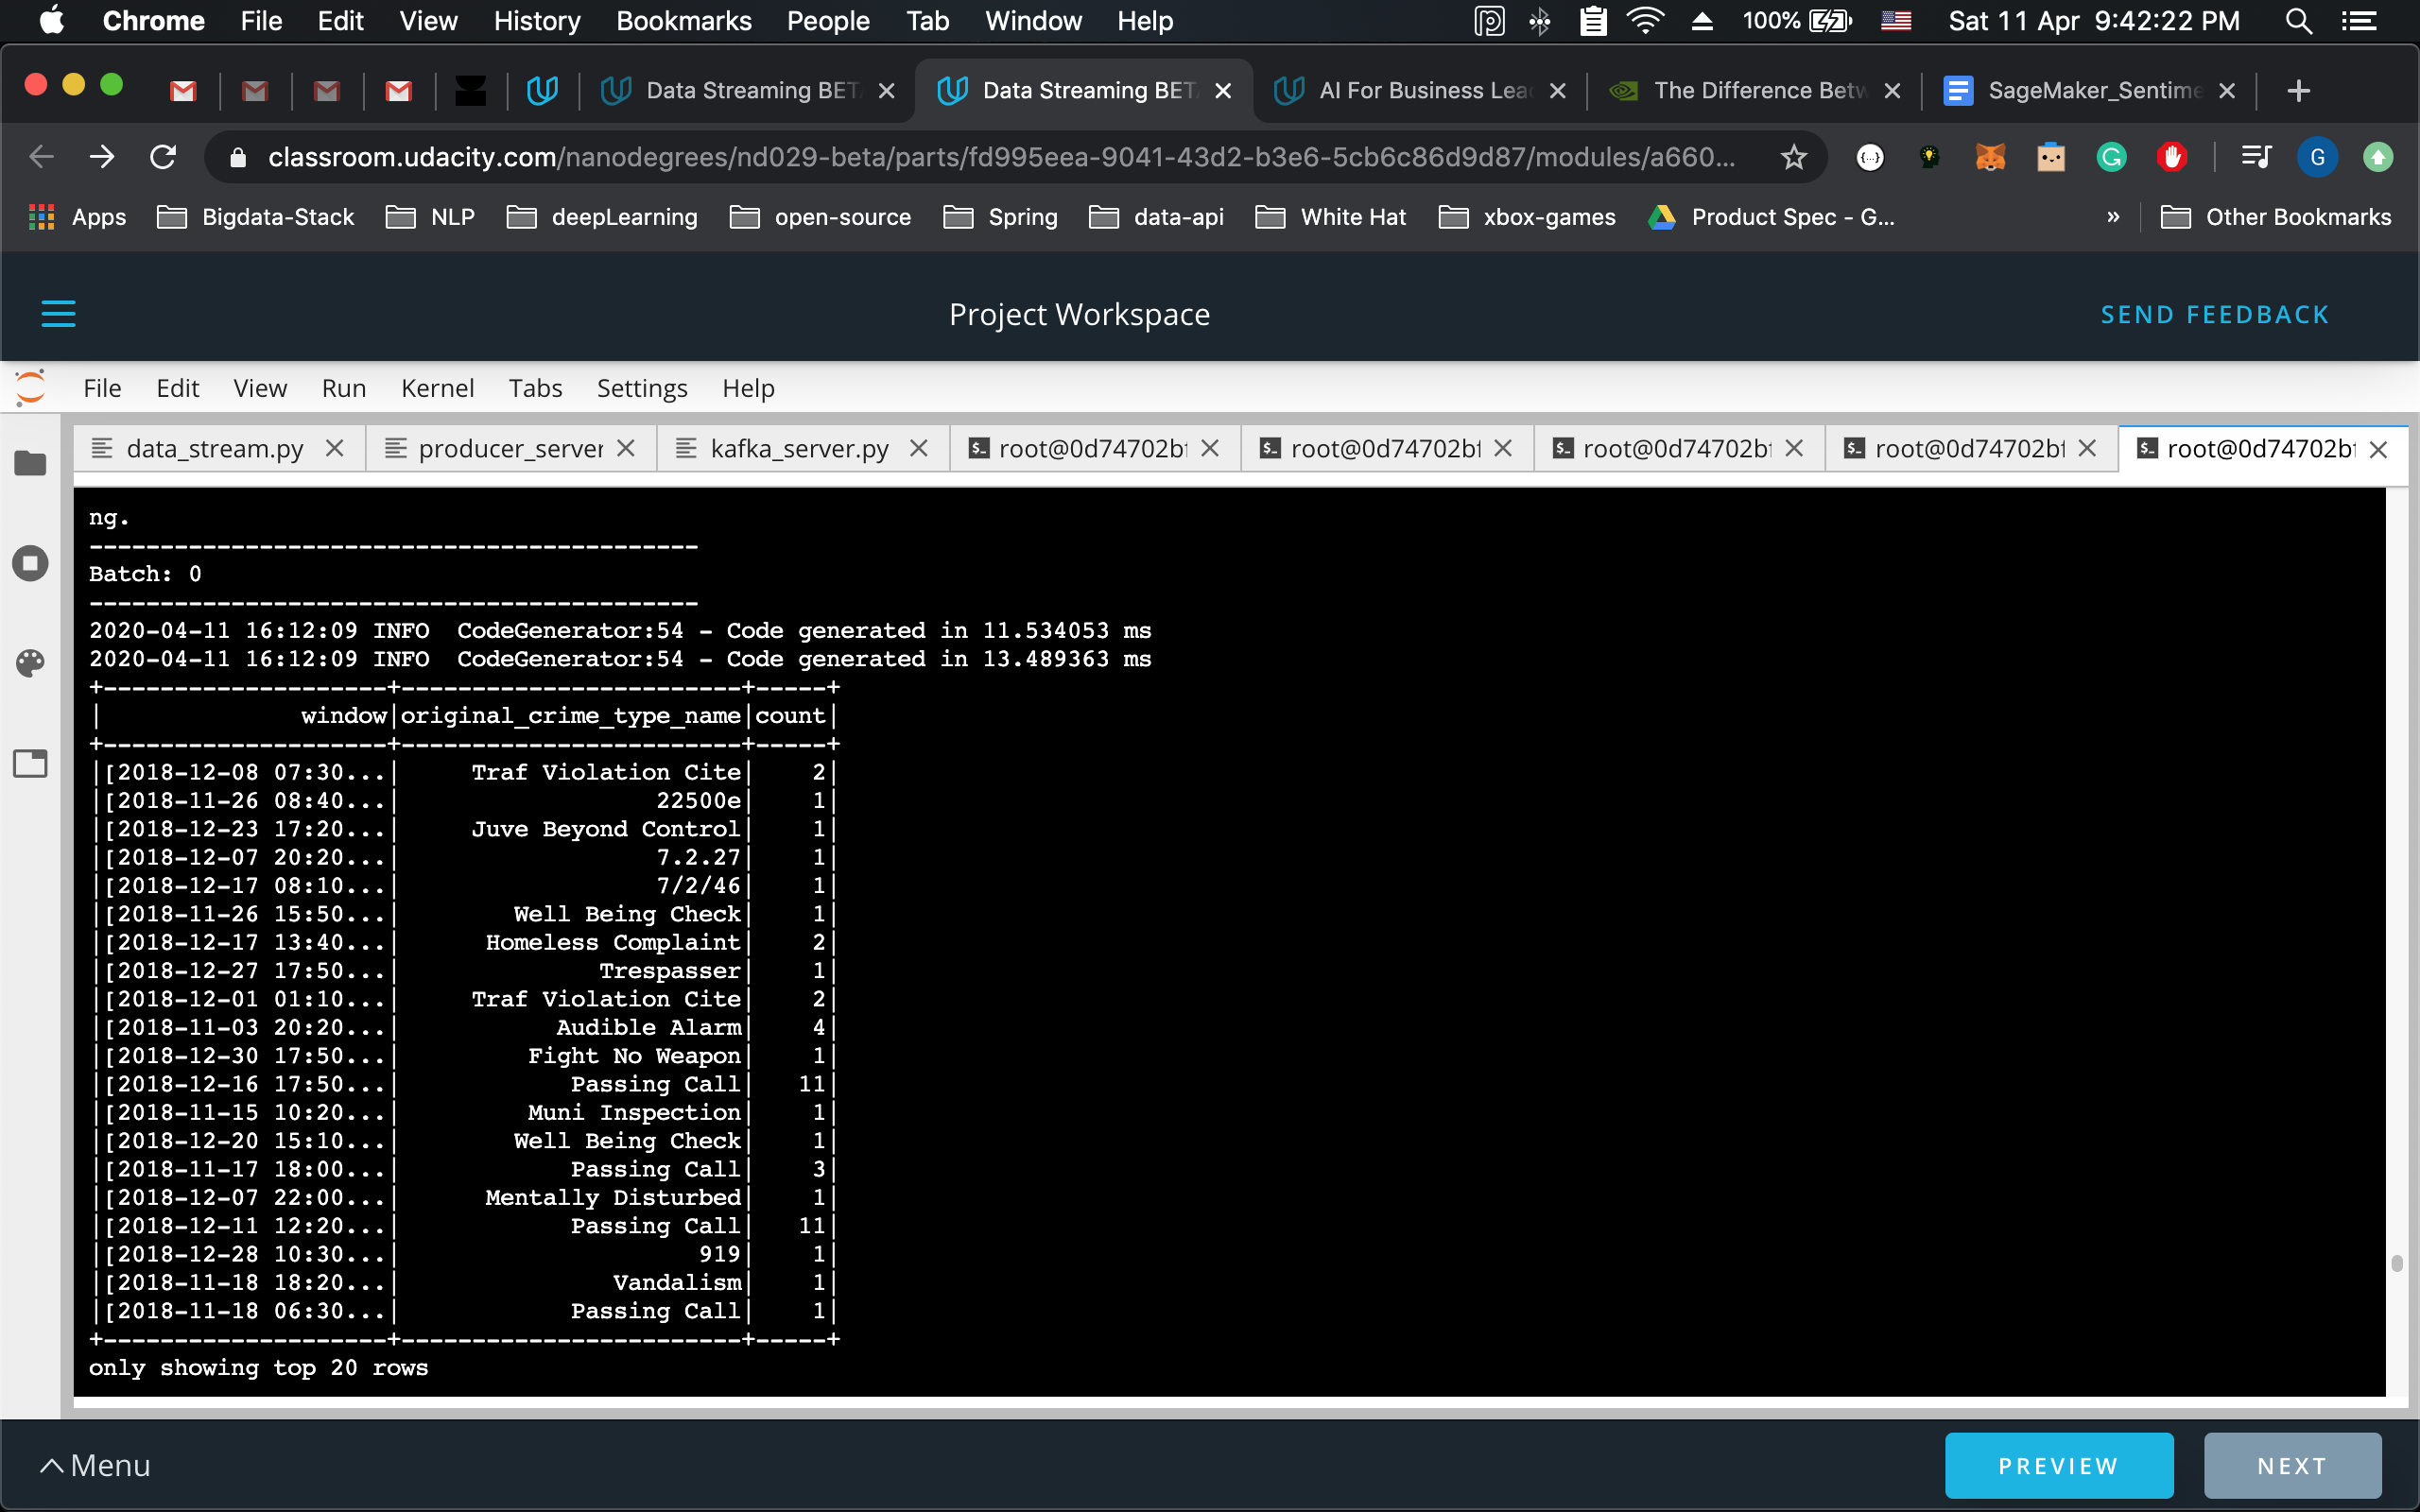 Chrome File Edit View History Bookmarks People Tab Window Help 100% Sat 11 Apr 9:42:22 PM
Data Streaming BET Data Streaming BET AI For Business Lea The Difference Betw SageMaker_Sentime
classroom.udacity.com/nanodegrees/nd029-beta/parts/fd995eea-9041-43d2-b3e6-5cb6c86d9d87/modules/a660... G
Apps Bigdata-Stack NLP deepLearning open-source Spring data-api White Hat xbox-games Product Spec - G... » Other Bookmarks
Project Workspace SEND FEEDBACK
File Edit View Run Kernel Tabs Settings Help
data_stream.py producer_server kafka_server.py root@0d74702bf root@0d74702bf root@0d74702bf root@0d74702bf root@0d74702bf
ng.
-------------------------------------------
Batch: 0
-------------------------------------------
2020-04-11 16:12:09 INFO  CodeGenerator:54 - Code generated in 11.534053 ms
2020-04-11 16:12:09 INFO  CodeGenerator:54 - Code generated in 13.489363 ms
+--------------------+------------------------+-----+
|              window|original_crime_type_name|count|
+--------------------+------------------------+-----+
|[2018-12-08 07:30...|     Traf Violation Cite|    2|
|[2018-11-26 08:40...|                  22500e|    1|
|[2018-12-23 17:20...|     Juve Beyond Control|    1|
|[2018-12-07 20:20...|                  7.2.27|    1|
|[2018-12-17 08:10...|                  7/2/46|    1|
|[2018-11-26 15:50...|        Well Being Check|    1|
|[2018-12-17 13:40...|      Homeless Complaint|    2|
|[2018-12-27 17:50...|              Trespasser|    1|
|[2018-12-01 01:10...|     Traf Violation Cite|    2|
|[2018-11-03 20:20...|           Audible Alarm|    4|
|[2018-12-30 17:50...|         Fight No Weapon|    1|
|[2018-12-16 17:50...|            Passing Call|   11|
|[2018-11-15 10:20...|         Muni Inspection|    1|
|[2018-12-20 15:10...|        Well Being Check|    1|
|[2018-11-17 18:00...|            Passing Call|    3|
|[2018-12-07 22:00...|      Mentally Disturbed|    1|
|[2018-12-11 12:20...|            Passing Call|   11|
|[2018-12-28 10:30...|                     919|    1|
|[2018-11-18 18:20...|               Vandalism|    1|
|[2018-11-18 06:30...|            Passing Call|    1|
+--------------------+------------------------+-----+
only showing top 20 rows
Menu PREVIEW NEXT